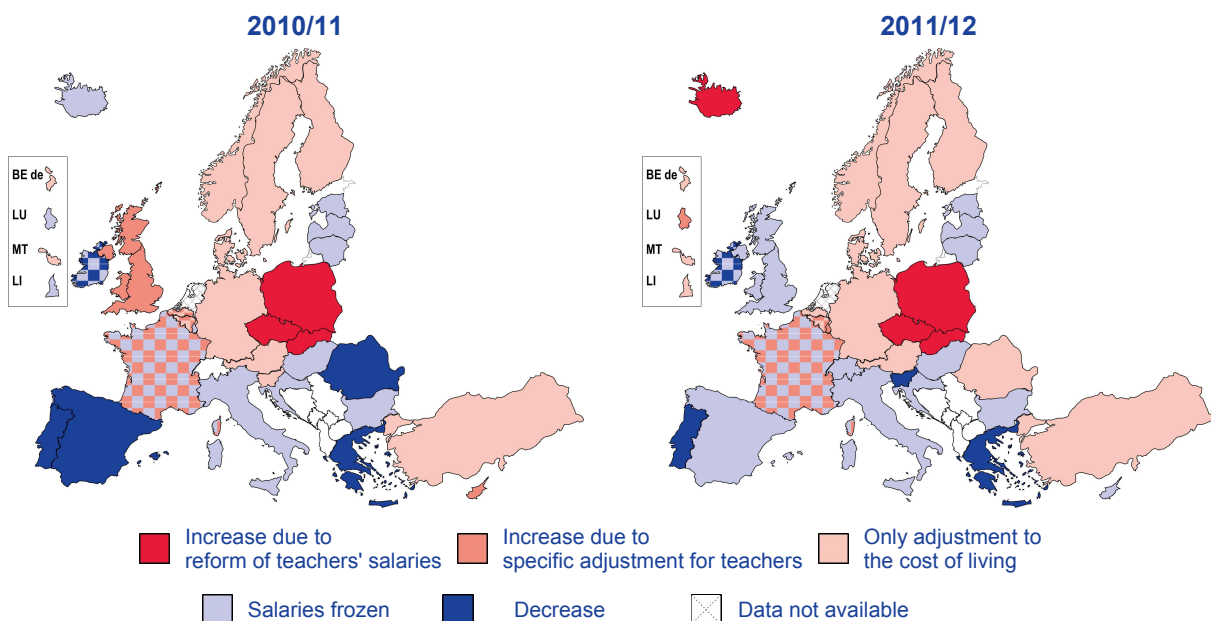 2010/11
2011/12
BE de
LU
MT
LI
BE de
LU
MT
LI
Increase due to
reform of teachers' salaries
Increase due to
specific adjustment for teachers
Only adjustment to
the cost of living
Salaries frozen
Decrease
Data not available